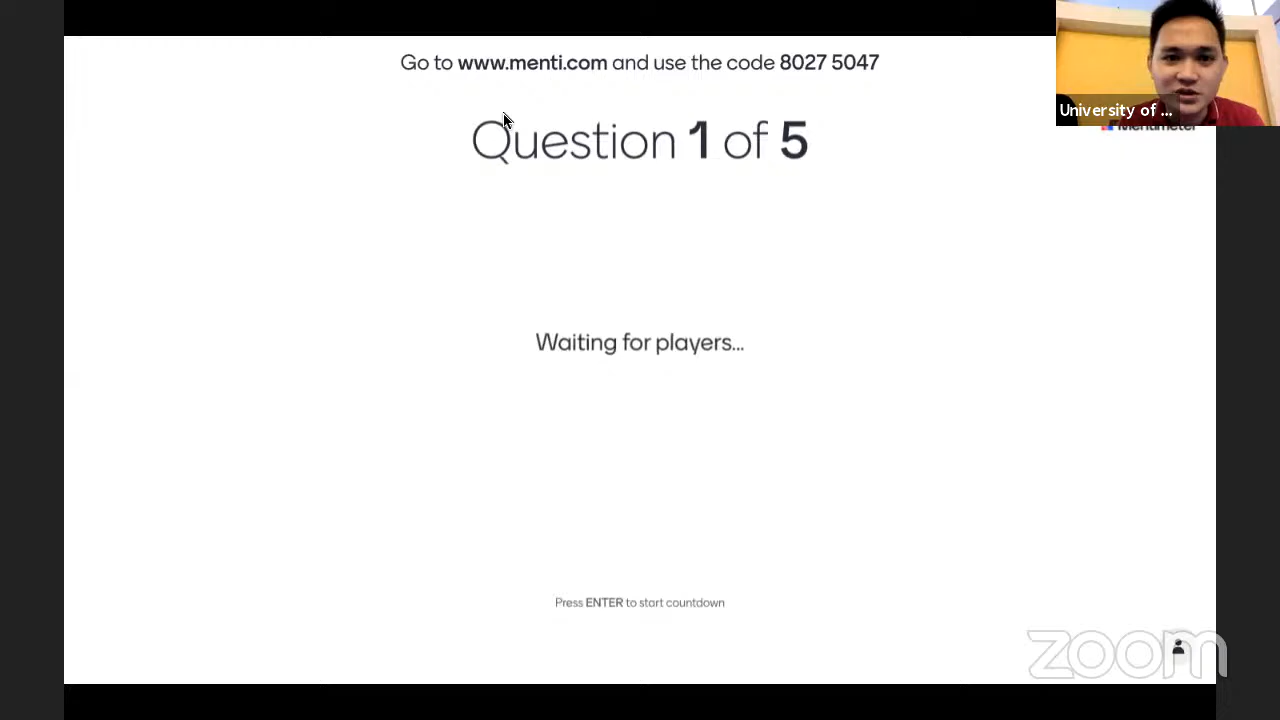 Go to www.menti.com and use the code 8027 5047
University of ...
Mentimeter
Question 1 of 5
Waiting for players...
Press ENTER to start countdown
zoom